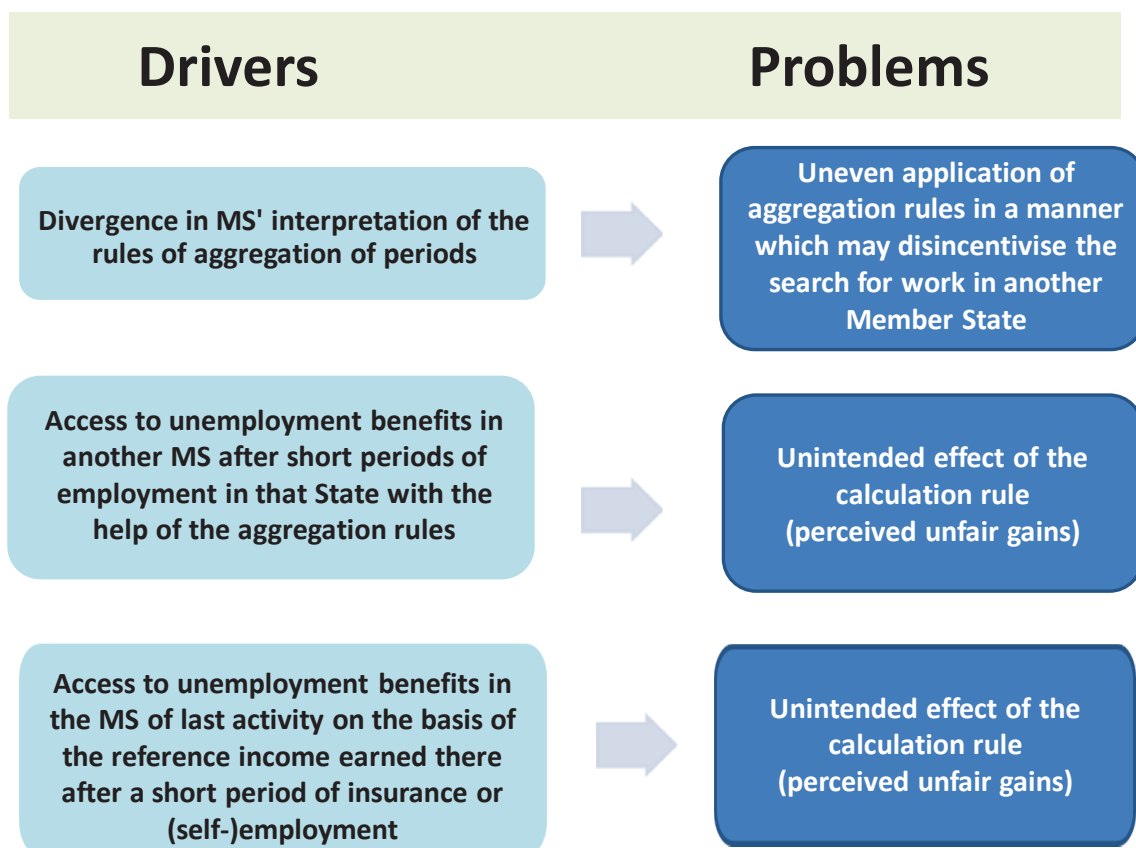 Drivers
Problems
Divergence in MS' interpretation of the
rules of aggregation of periods
Uneven application of
aggregation rules in a manner
which may disincentivise the
search for work in another
Member State
Access to unemployment benefits in
another MS after short periods of
employment in that State with the
help of the aggregation rules
Unintended effect of the
calculation rule
(perceived unfair gains)
Access to unemployment benefits in
the MS of last activity on the basis of
the reference income earned there
after a short period of insurance or
(self-)employment
Unintended effect of the
calculation rule
(perceived unfair gains)